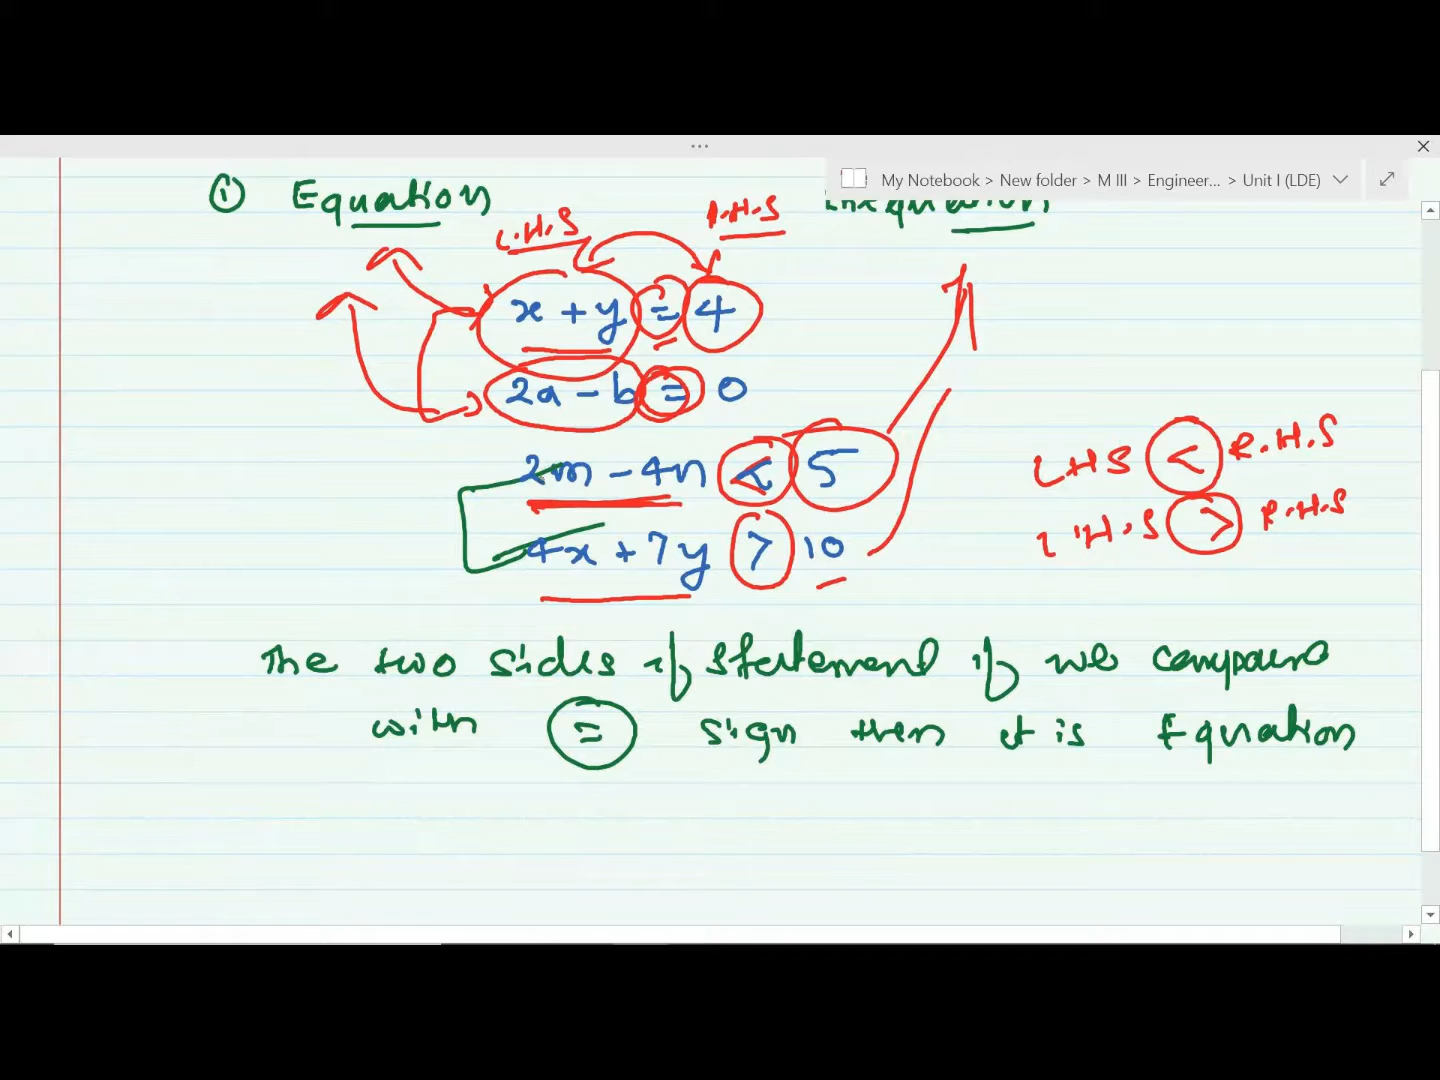 My Notebook > New folder > M III > Engineer... > Unit I (LDE)
① Equation Inequation
L.H.S R.H.S
x + y = 4
2a - b = 0
2m - 4n < 5 LHS < R.H.S
4x + 7y > 10 L.H.S > R.H.S
The two sides of statement if we compare
with = sign then it is Equation